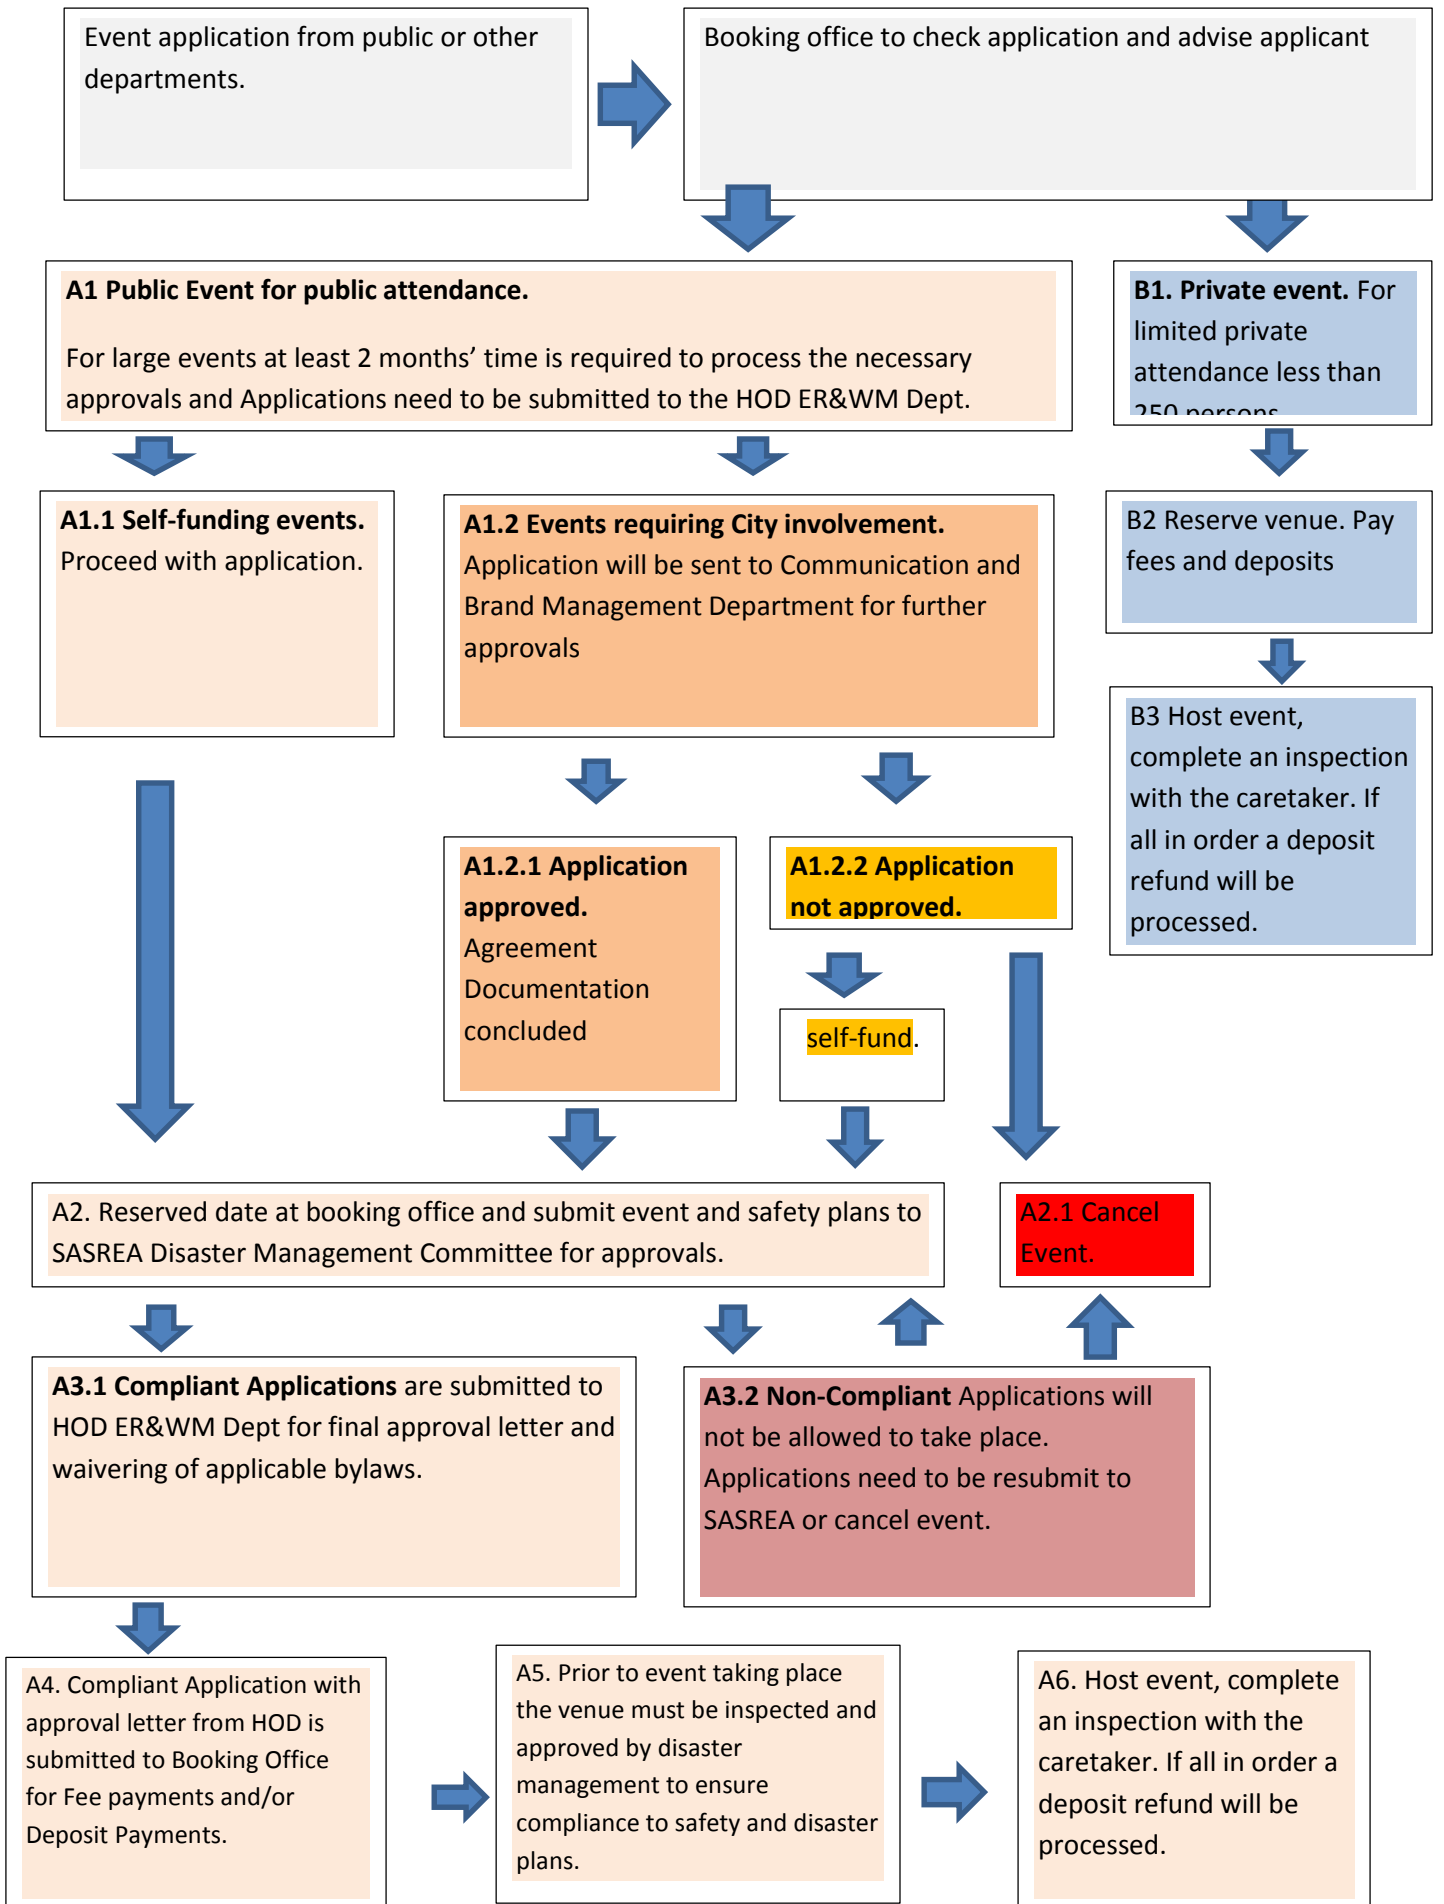 Event application from public or other
departments.
Booking office to check application and advise applicant
A1 Public Event for public attendance.
For large events at least 2 months’ time is required to process the necessary
approvals and Applications need to be submitted to the HOD ER&WM Dept.
B1. Private event. For
limited private
attendance less than
250 persons
A1.1 Self-funding events.
Proceed with application.
A1.2 Events requiring City involvement.
Application will be sent to Communication and
Brand Management Department for further
approvals
B2 Reserve venue. Pay
fees and deposits
B3 Host event,
complete an inspection
with the caretaker. If
all in order a deposit
refund will be
processed.
A1.2.1 Application
approved.
Agreement
Documentation
concluded
A1.2.2 Application
not approved.
self-fund.
A2. Reserved date at booking office and submit event and safety plans to
SASREA Disaster Management Committee for approvals.
A2.1 Cancel
Event.
A3.1 Compliant Applications are submitted to
HOD ER&WM Dept for final approval letter and
waivering of applicable bylaws.
A3.2 Non-Compliant Applications will
not be allowed to take place.
Applications need to be resubmit to
SASREA or cancel event.
A4. Compliant Application with
approval letter from HOD is
submitted to Booking Office
for Fee payments and/or
Deposit Payments.
A5. Prior to event taking place
the venue must be inspected and
approved by disaster
management to ensure
compliance to safety and disaster
plans.
A6. Host event, complete
an inspection with the
caretaker. If all in order a
deposit refund will be
processed.